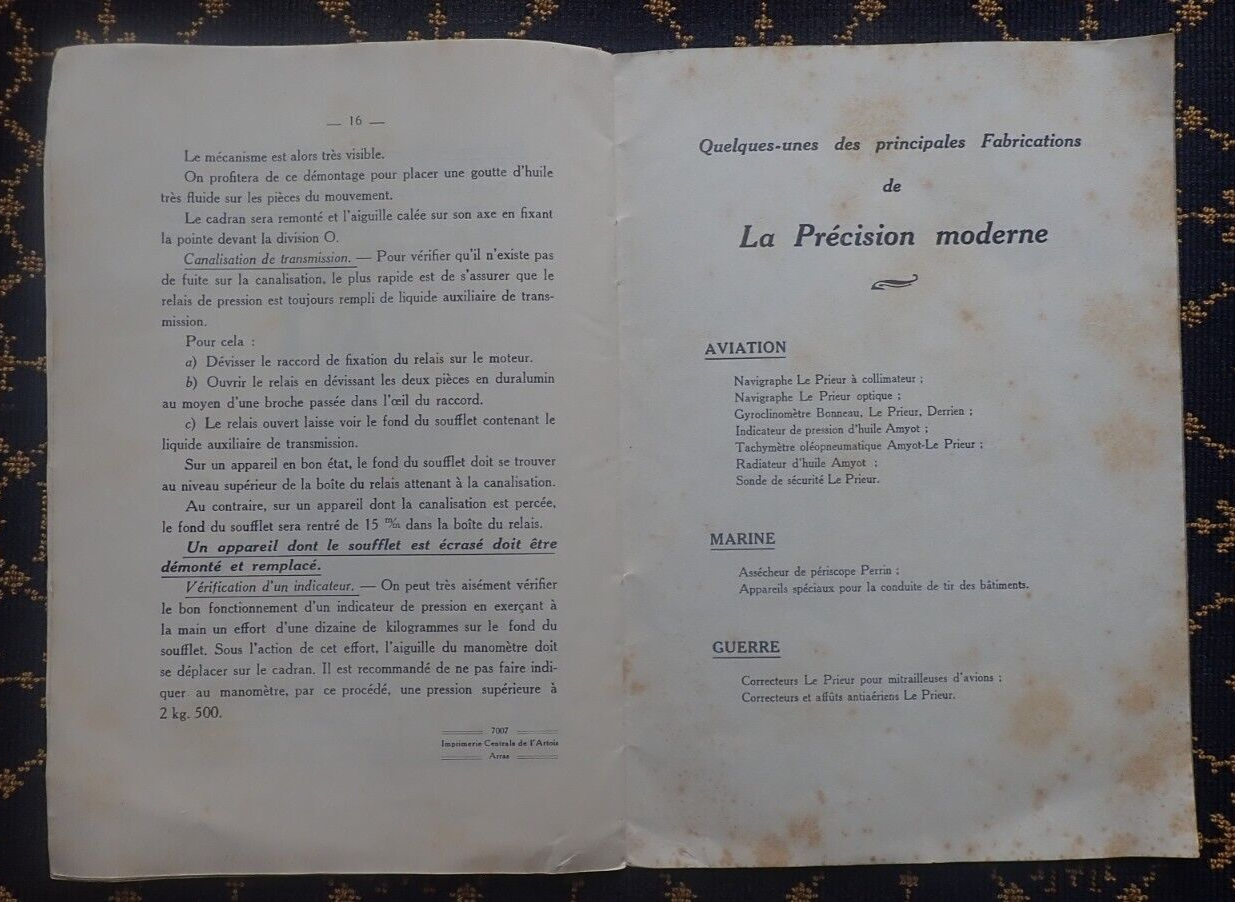 — 16 —
Le mécanisme est alors très visible.
On profitera de ce démontage pour placer une goutte d'huile
très fluide sur les pièces du mouvement.
Le cadran sera remonté et l'aiguille calée sur son axe en fixant
la pointe devant la division O.
Canalisation de transmission. — Pour vérifier qu'il n'existe pas
de fuite sur la canalisation, le plus rapide est de s'assurer que le
relais de pression est toujours rempli de liquide auxiliaire de trans-
mission.
Pour cela :
a) Dévisser le raccord de fixation du relais sur le moteur.
b) Ouvrir le relais en dévissant les deux pièces en duralumin
au moyen d'une broche passée dans l'œil du raccord.
c) Le relais ouvert laisse voir le fond du soufflet contenant le
liquide auxiliaire de transmission.
Sur un appareil en bon état, le fond du soufflet doit se trouver
au niveau supérieur de la boîte du relais attenant à la canalisation.
Au contraire, sur un appareil dont la canalisation est percée,
le fond du soufflet sera rentré de 15 m/m dans la boîte du relais.
Un appareil dont le soufflet est écrasé doit être
démonté et remplacé.
Vérification d'un indicateur. — On peut très aisément vérifier
le bon fonctionnement d'un indicateur de pression en exerçant à
la main un effort d'une dizaine de kilogrammes sur le fond du
soufflet. Sous l'action de cet effort, l'aiguille du manomètre doit
se déplacer sur le cadran. Il est recommandé de ne pas faire indi-
quer au manomètre, par ce procédé, une pression supérieure à
2 kg. 500.
7007
Imprimerie Centrale de l'Artois
Arras
Quelques-unes des principales Fabrications
de
La Précision moderne
AVIATION
Navigraphe Le Prieur à collimateur ;
Navigraphe Le Prieur optique ;
Gyroclinomètre Bonneau, Le Prieur, Derrien ;
Indicateur de pression d'huile Amyot ;
Tachymètre oléopneumatique Amyot-Le Prieur ;
Radiateur d'huile Amyot ;
Sonde de sécurité Le Prieur.
MARINE
Assécheur de périscope Perrin ;
Appareils spéciaux pour la conduite de tir des bâtiments.
GUERRE
Correcteurs Le Prieur pour mitrailleuses d'avions ;
Correcteurs et affûts antiaériens Le Prieur.